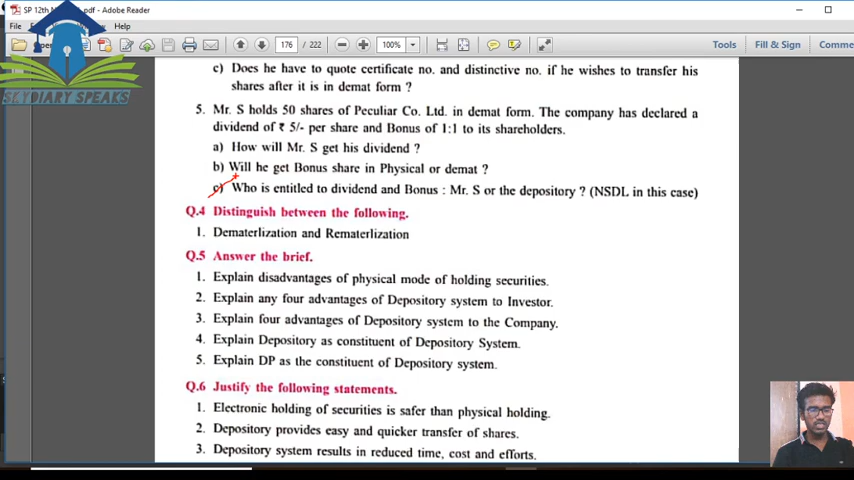 SP 12th M .pdf - Adobe Reader
File Window Help
Open 176 / 222 100% Tools Fill & Sign Comme
SKYDIARY SPEAKS
c) Does he have to quote certificate no. and distinctive no. if he wishes to transfer his
shares after it is in demat form ?
5. Mr. S holds 50 shares of Peculiar Co. Ltd. in demat form. The company has declared a
dividend of ₹ 5/- per share and Bonus of 1:1 to its shareholders.
a) How will Mr. S get his dividend ?
b) Will he get Bonus share in Physical or demat ?
c) Who is entitled to dividend and Bonus : Mr. S or the depository ? (NSDL in this case)
Q.4 Distinguish between the following.
1. Dematerlization and Rematerlization
Q.5 Answer the brief.
1. Explain disadvantages of physical mode of holding securities.
2. Explain any four advantages of Depository system to Investor.
3. Explain four advantages of Depository system to the Company.
4. Explain Depository as constituent of Depository System.
5. Explain DP as the constituent of Depository system.
Q.6 Justify the following statements.
1. Electronic holding of securities is safer than physical holding.
2. Depository provides easy and quicker transfer of shares.
3. Depository system results in reduced time, cost and efforts.